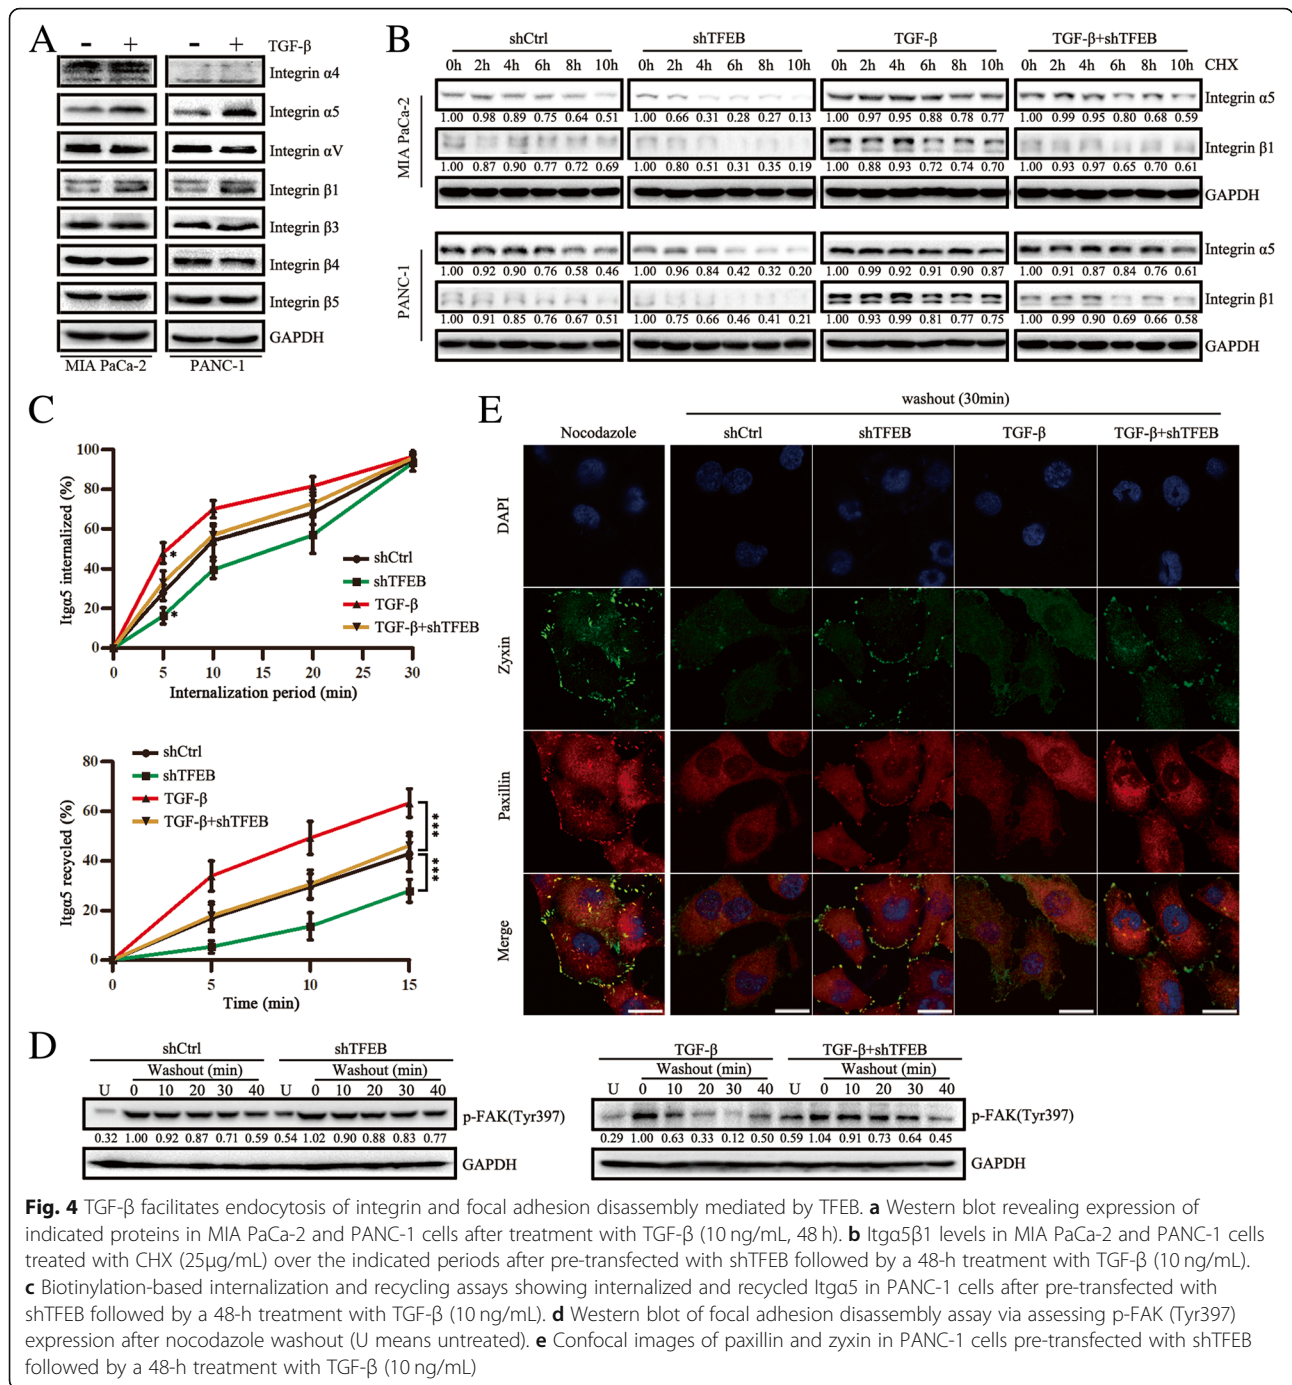 A
- + - + TGF-β
Integrin α4
Integrin α5
Integrin αV
Integrin β1
Integrin β3
Integrin β4
Integrin β5
GAPDH
MIA PaCa-2 PANC-1
B
shCtrl shTFEB TGF-β TGF-β+shTFEB
0h 2h 4h 6h 8h 10h 0h 2h 4h 6h 8h 10h 0h 2h 4h 6h 8h 10h 0h 2h 4h 6h 8h 10h CHX
MIA PaCa-2
Integrin α5
1.00 0.98 0.89 0.75 0.64 0.51 1.00 0.66 0.31 0.28 0.27 0.13 1.00 0.97 0.95 0.88 0.78 0.77 1.00 0.99 0.95 0.80 0.68 0.59
Integrin β1
1.00 0.87 0.90 0.77 0.72 0.69 1.00 0.80 0.51 0.31 0.35 0.19 1.00 0.88 0.93 0.72 0.74 0.70 1.00 0.93 0.97 0.65 0.70 0.61
GAPDH
PANC-1
Integrin α5
1.00 0.92 0.90 0.76 0.58 0.46 1.00 0.96 0.84 0.42 0.32 0.20 1.00 0.99 0.92 0.91 0.90 0.87 1.00 0.91 0.87 0.84 0.76 0.61
Integrin β1
1.00 0.91 0.85 0.76 0.67 0.51 1.00 0.75 0.66 0.46 0.41 0.21 1.00 0.93 0.99 0.81 0.77 0.75 1.00 0.99 0.90 0.69 0.66 0.58
GAPDH
C
Itgα5 internalized (%)
100
80
60
40
20
0
*
*
shCtrl
shTFEB
TGF-β
TGF-β+shTFEB
0 5 10 15 20 25 30
Internalization period (min)
Itgα5 recycled (%)
80
60
40
20
0
shCtrl
shTFEB
TGF-β
TGF-β+shTFEB
***
***
0 5 10 15
Time (min)
E
washout (30min)
Nocodazole shCtrl shTFEB TGF-β TGF-β+shTFEB
DAPI
Zyxin
Paxillin
Merge
D
shCtrl shTFEB
Washout (min) Washout (min)
U 0 10 20 30 40 U 0 10 20 30 40
p-FAK(Tyr397)
0.32 1.00 0.92 0.87 0.71 0.59 0.54 1.02 0.90 0.88 0.83 0.77
GAPDH
TGF-β TGF-β+shTFEB
Washout (min) Washout (min)
U 0 10 20 30 40 U 0 10 20 30 40
p-FAK(Tyr397)
0.29 1.00 0.63 0.33 0.12 0.50 0.59 1.04 0.91 0.73 0.64 0.45
GAPDH
Fig. 4 TGF-β facilitates endocytosis of integrin and focal adhesion disassembly mediated by TFEB. a Western blot revealing expression of
indicated proteins in MIA PaCa-2 and PANC-1 cells after treatment with TGF-β (10 ng/mL, 48 h). b Itgα5β1 levels in MIA PaCa-2 and PANC-1 cells
treated with CHX (25μg/mL) over the indicated periods after pre-transfected with shTFEB followed by a 48-h treatment with TGF-β (10 ng/mL).
c Biotinylation-based internalization and recycling assays showing internalized and recycled Itgα5 in PANC-1 cells after pre-transfected with
shTFEB followed by a 48-h treatment with TGF-β (10 ng/mL). d Western blot of focal adhesion disassembly assay via assessing p-FAK (Tyr397)
expression after nocodazole washout (U means untreated). e Confocal images of paxillin and zyxin in PANC-1 cells pre-transfected with shTFEB
followed by a 48-h treatment with TGF-β (10 ng/mL)